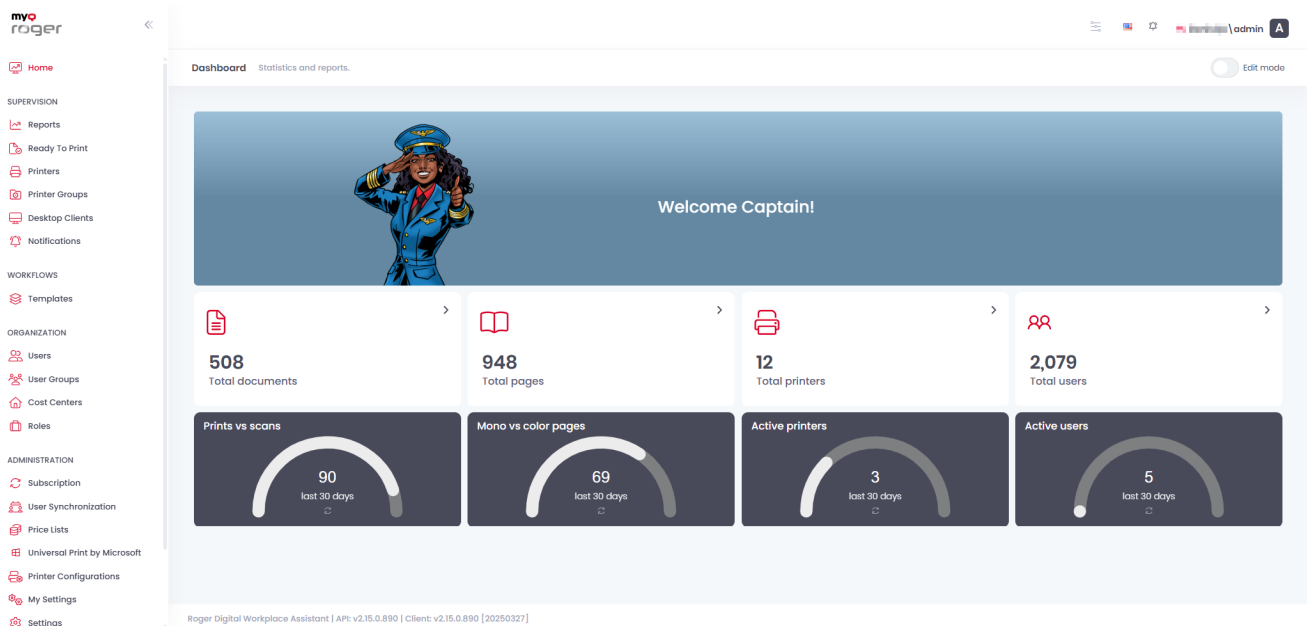 myQ
roger
\admin A
Home
Dashboard Statistics and reports. Edit mode
SUPERVISION
Reports
Ready To Print
Printers
Printer Groups
Desktop Clients
Notifications
WORKFLOWS
Templates
ORGANIZATION
Users
User Groups
Cost Centers
Roles
ADMINISTRATION
Subscription
User Synchronization
Price Lists
Universal Print by Microsoft
Printer Configurations
My Settings
Settings
Welcome Captain!
508
Total documents
948
Total pages
12
Total printers
2,079
Total users
Prints vs scans
90
last 30 days
Mono vs color pages
69
last 30 days
Active printers
3
last 30 days
Active users
5
last 30 days
Roger Digital Workplace Assistant | API: v2.15.0.890 | Client: v2.15.0.890 [20250327]